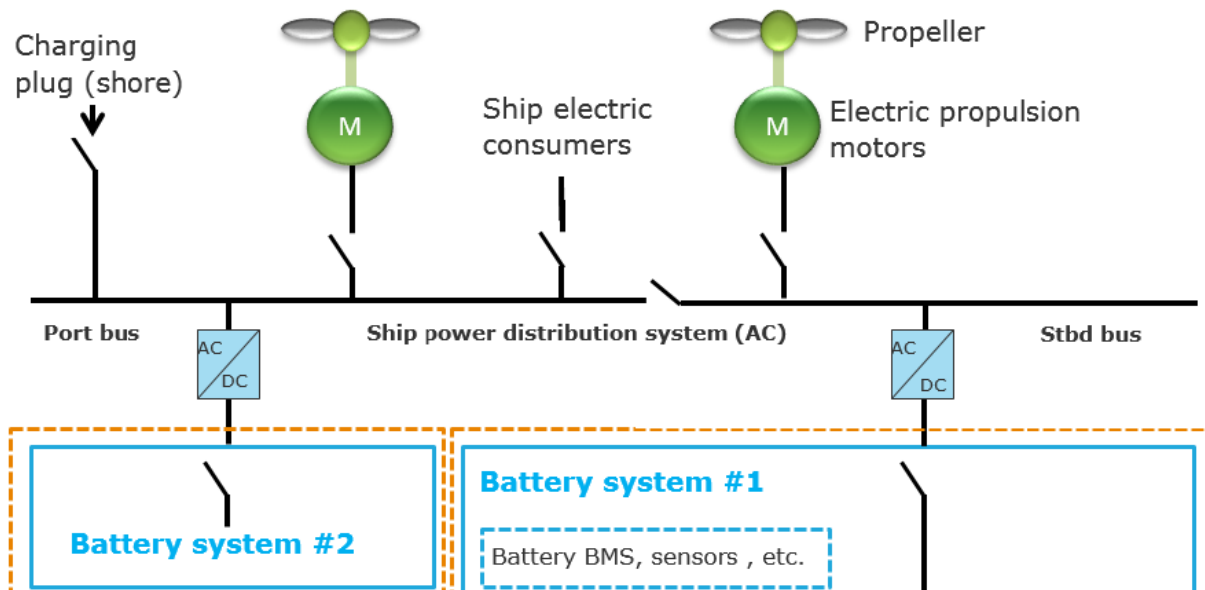 Charging
plug (shore)
M
Ship electric
consumers
M
Propeller
Electric propulsion
motors
Port bus
Ship power distribution system (AC)
Stbd bus
AC
DC
AC
DC
Battery system #2
Battery system #1
Battery BMS, sensors , etc.